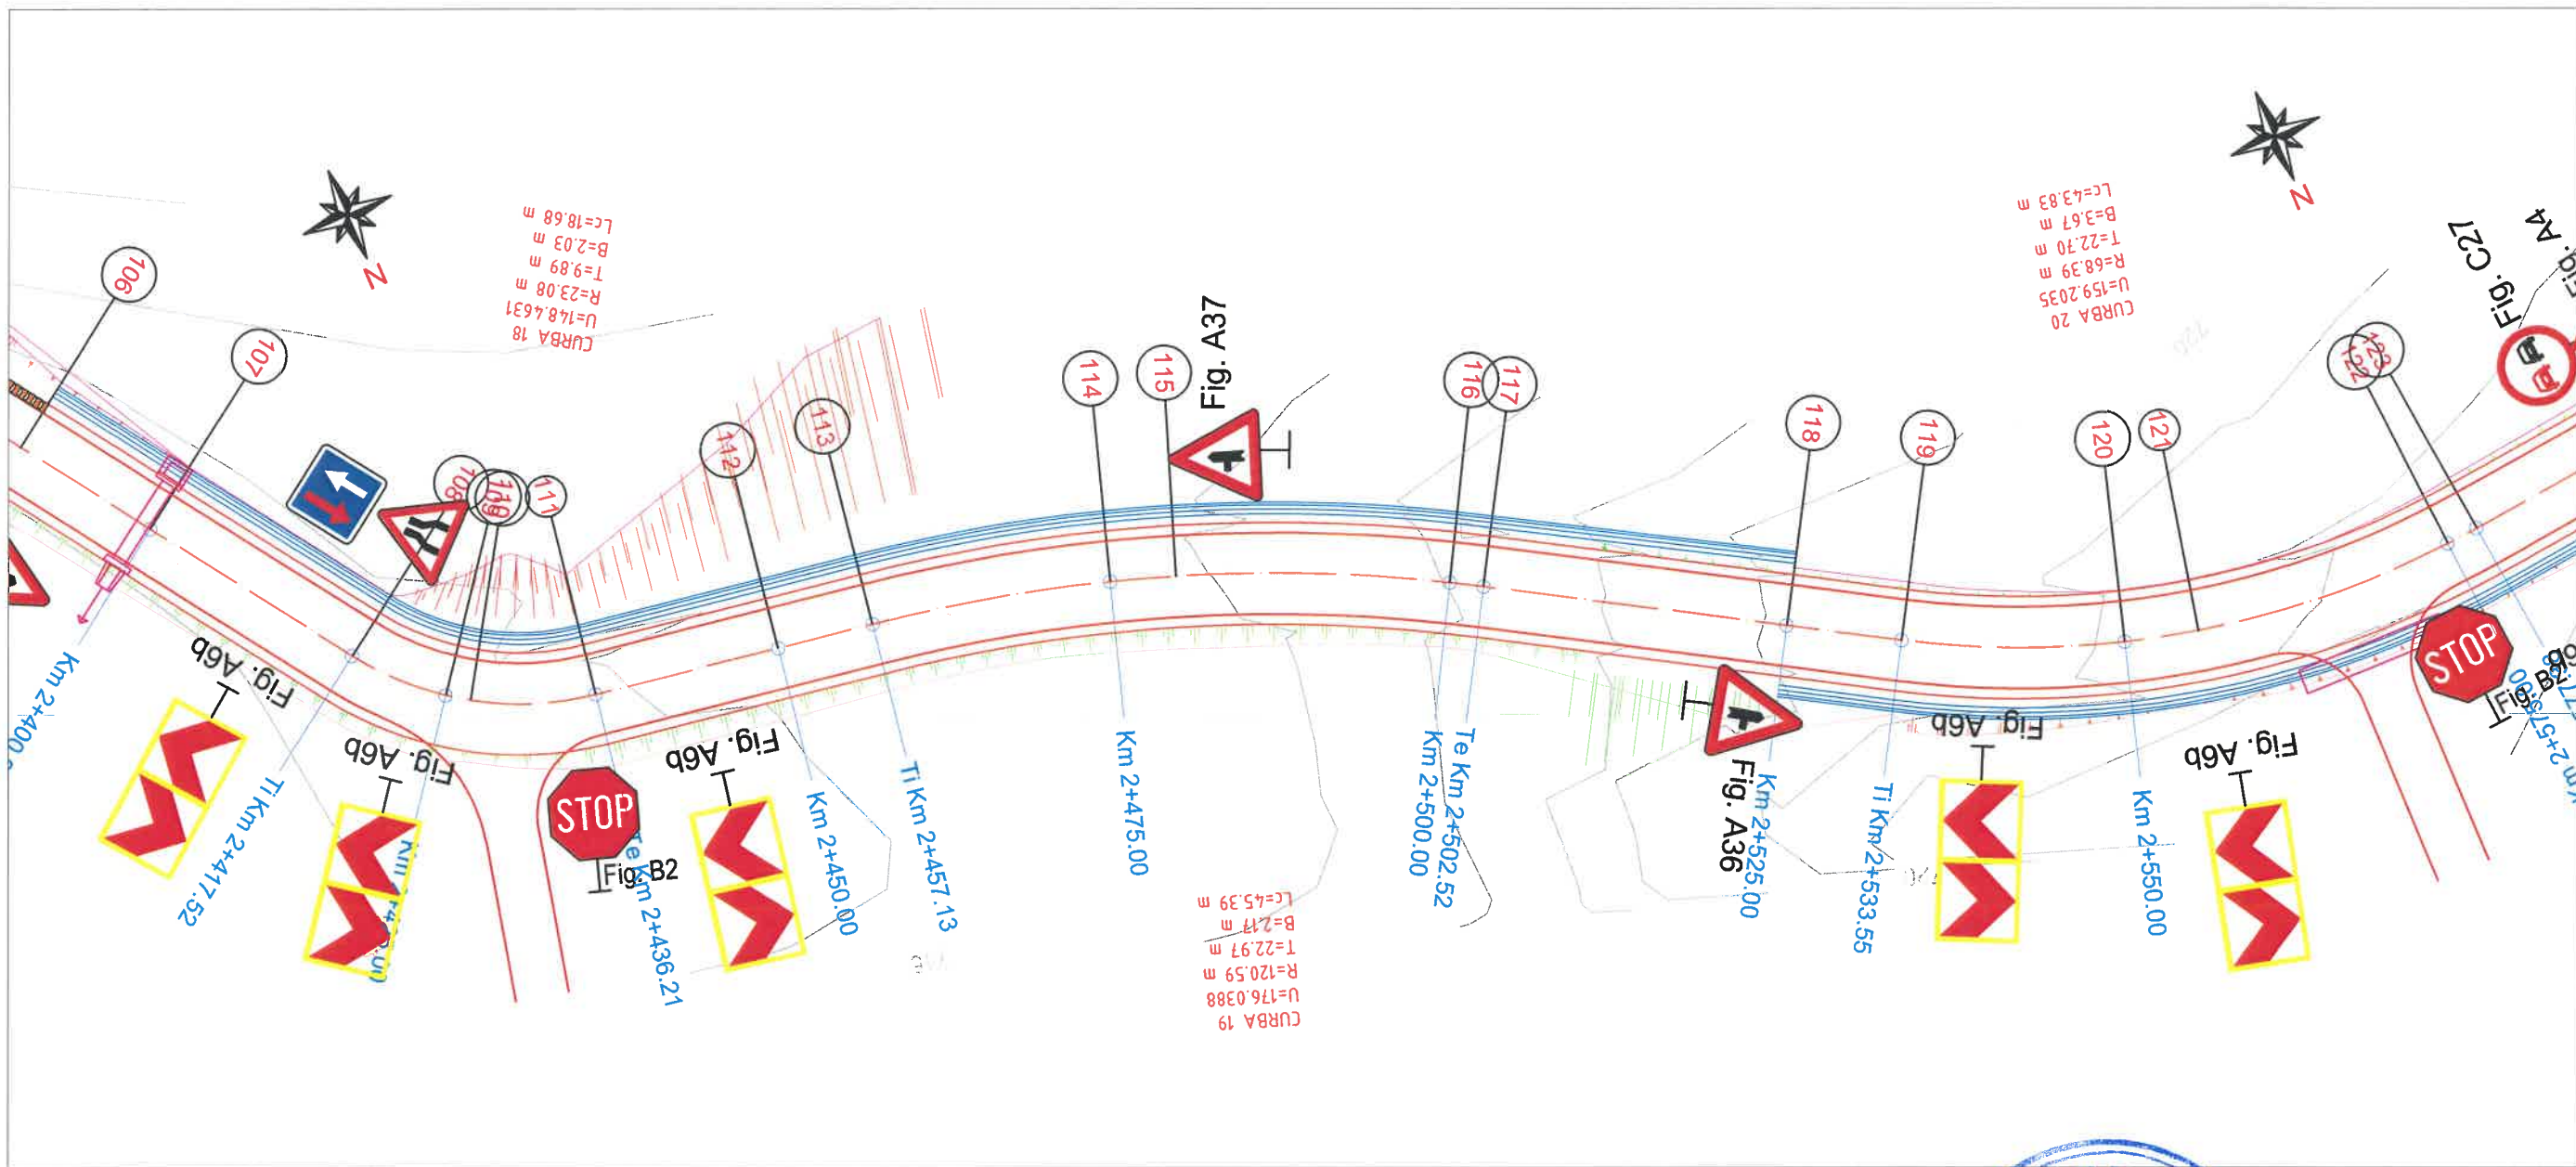 106
107
108
109
110
111
112
113
114
115
116
117
118
119
120
121
122
123
N
N
CURBA 18
U=148.4631
R=23.08 m
T=9.89 m
B=2.03 m
Lc=18.68 m
CURBA 20
U=159.2035
R=68.39 m
T=22.70 m
B=3.67 m
Lc=43.83 m
CURBA 19
U=176.0388
R=120.59 m
T=22.97 m
B=2.17 m
Lc=45.39 m
Fig. A37
Fig. C27
Fig. A4
Fig. A6b
Fig. A6b
Fig. A6b
Fig. A6b
Fig. A6b
Fig. A36
STOP
Fig. B2
STOP
Fig. B2
Km 2+400
Ti Km 2+417.52
Te Km 2+436.21
Km 2+450.00
Ti Km 2+457.13
Km 2+475.00
Km 2+500.00
Te Km 2+502.52
Km 2+525.00
Ti Km 2+533.55
Km 2+550.00